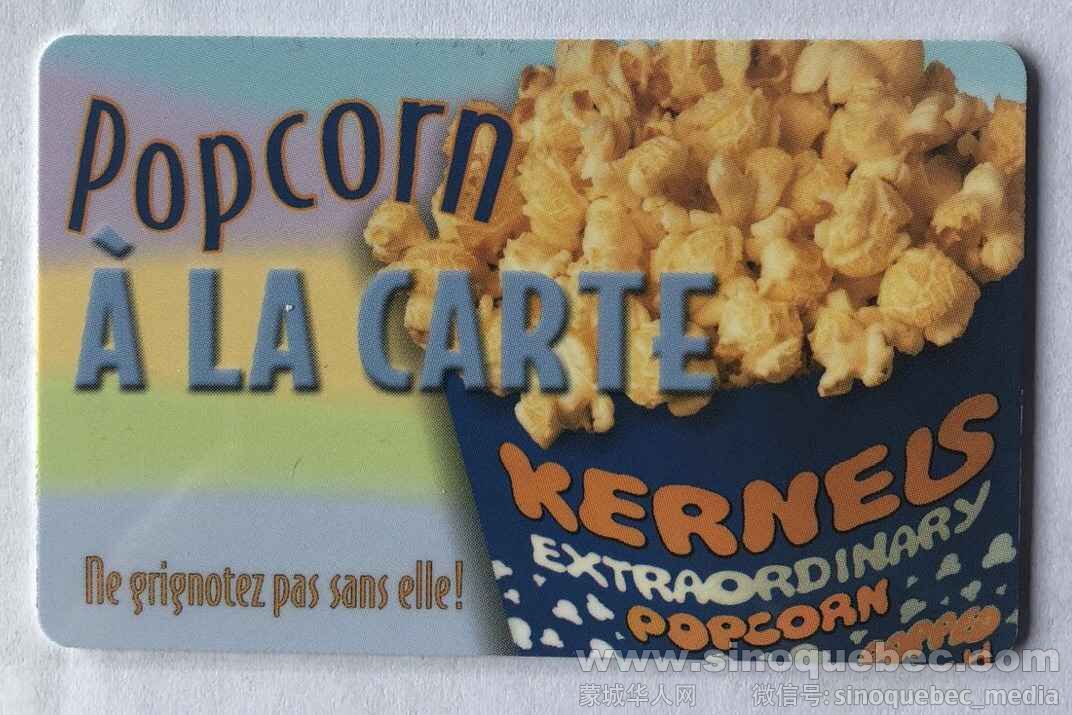 Popcorn
À LA CARTE
KERNELS
EXTRAORDINARY
POPCORN
Ne grignotez pas sans elle!
www.sinoquebec.com
蒙城华人网 微信号: sinoquebec_media